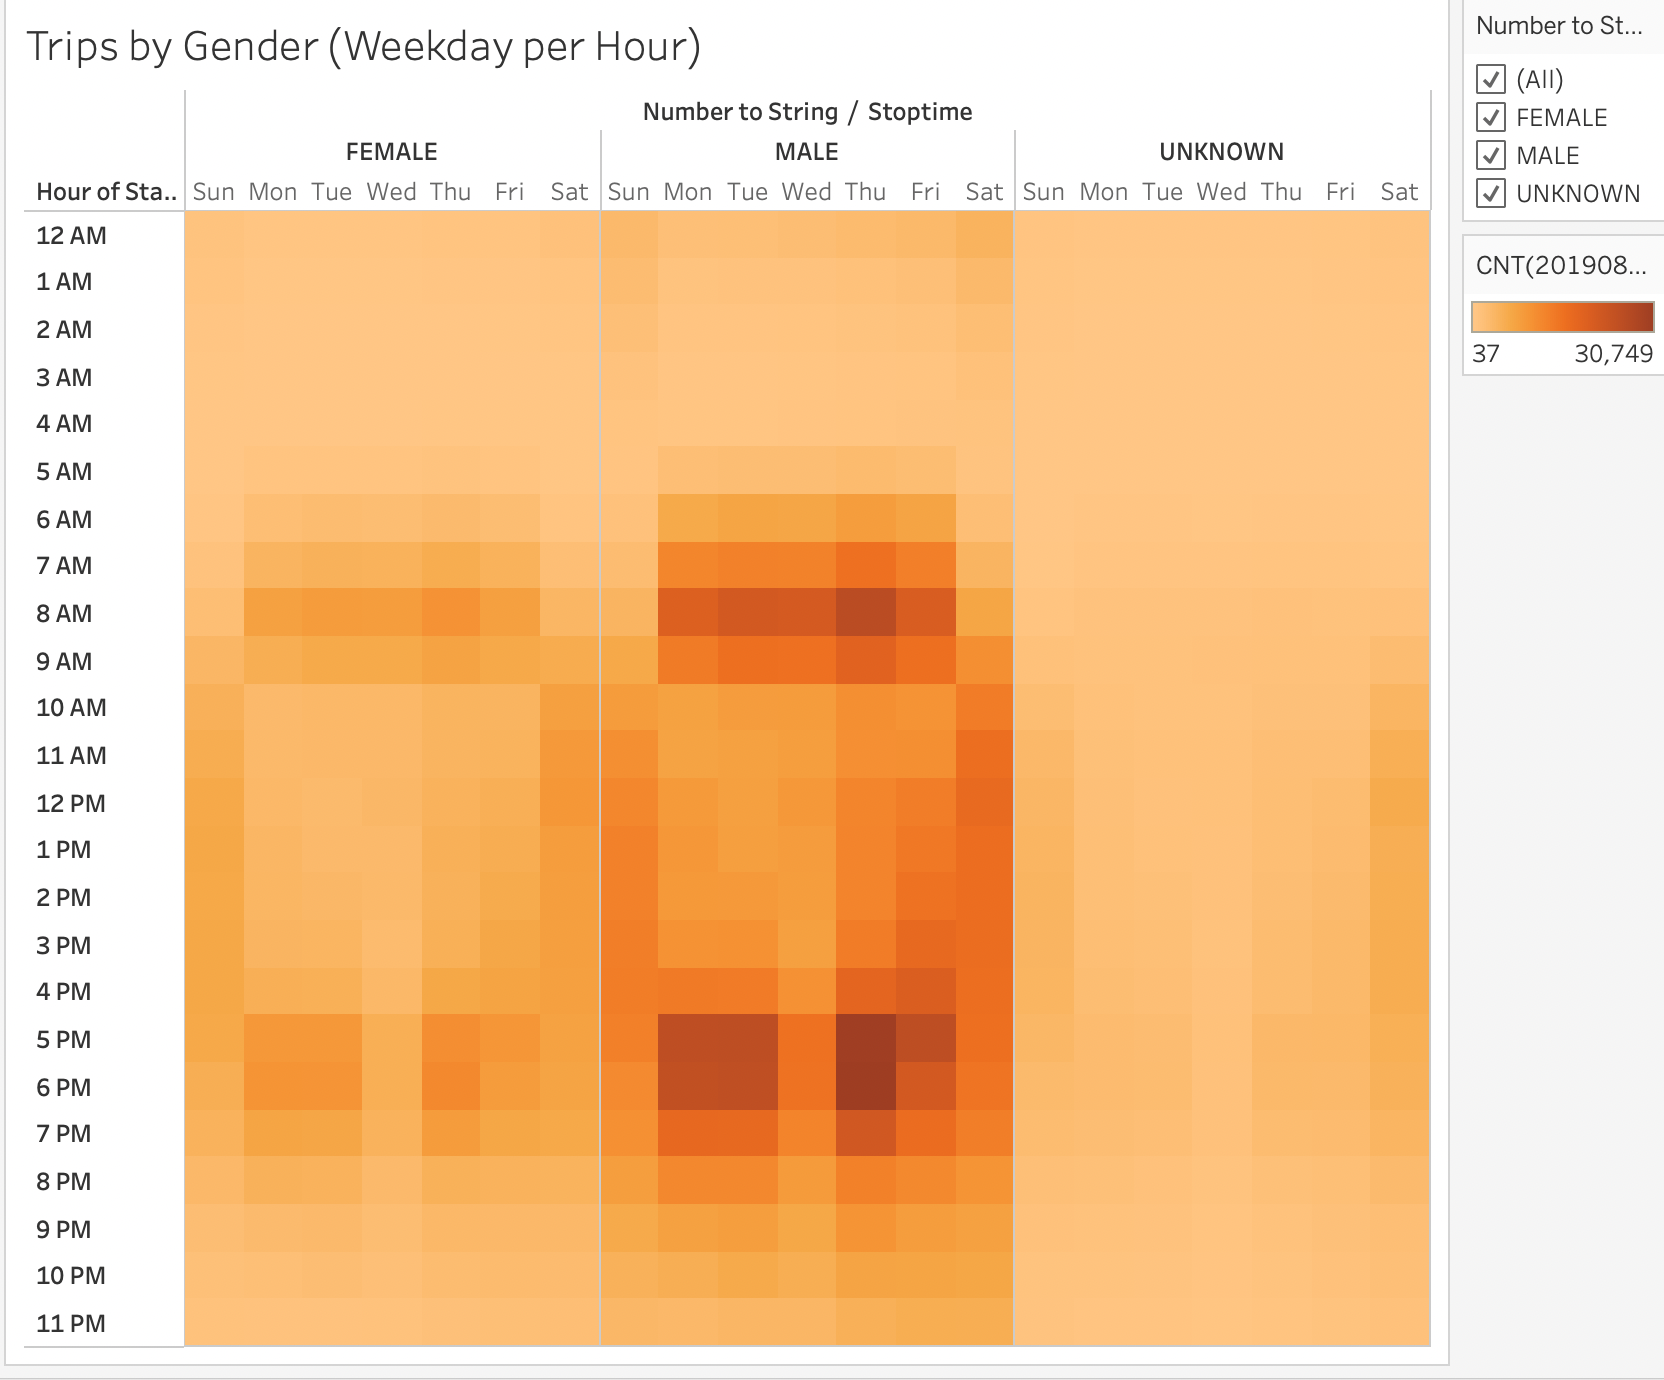 Trips by Gender (Weekday per Hour)
Number to String / Stoptime
FEMALE MALE UNKNOWN
Hour of Sta.. Sun Mon Tue Wed Thu Fri Sat Sun Mon Tue Wed Thu Fri Sat Sun Mon Tue Wed Thu Fri Sat
12 AM
1 AM
2 AM
3 AM
4 AM
5 AM
6 AM
7 AM
8 AM
9 AM
10 AM
11 AM
12 PM
1 PM
2 PM
3 PM
4 PM
5 PM
6 PM
7 PM
8 PM
9 PM
10 PM
11 PM
Number to St...
(All)
FEMALE
MALE
UNKNOWN
CNT(201908...
37 30,749